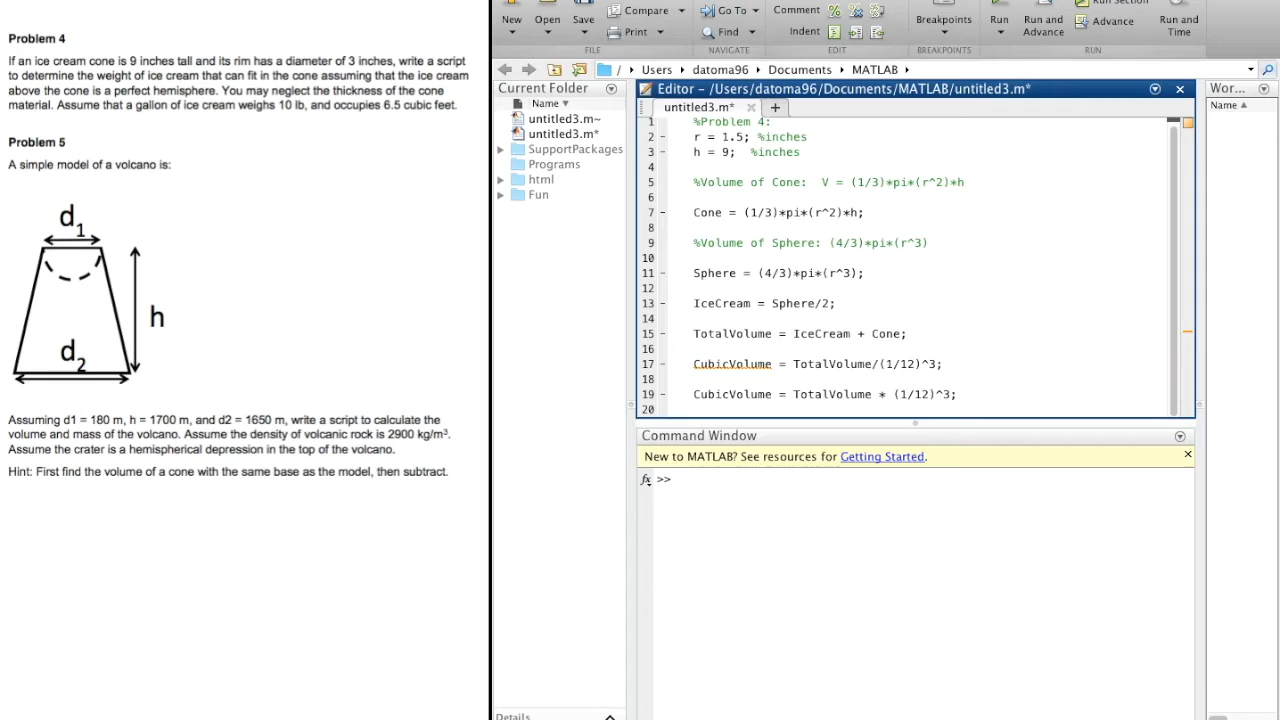 Problem 4
If an ice cream cone is 9 inches tall and its rim has a diameter of 3 inches, write a script
to determine the weight of ice cream that can fit in the cone assuming that the ice cream
above the cone is a perfect hemisphere. You may neglect the thickness of the cone
material. Assume that a gallon of ice cream weighs 10 lb, and occupies 6.5 cubic feet.
Problem 5
A simple model of a volcano is:
d1
h
d2
Assuming d1 = 180 m, h = 1700 m, and d2 = 1650 m, write a script to calculate the
volume and mass of the volcano. Assume the density of volcanic rock is 2900 kg/m³.
Assume the crater is a hemispherical depression in the top of the volcano.
Hint: First find the volume of a cone with the same base as the model, then subtract.
New Open Save Compare Print Go To Find Comment Indent Breakpoints Run Run and Advance Advance Run and Time
FILE NAVIGATE EDIT BREAKPOINTS RUN
/ Users datoma96 Documents MATLAB
Current Folder
Name
untitled3.m~
untitled3.m*
SupportPackages
Programs
html
Fun
Details
Editor – /Users/datoma96/Documents/MATLAB/untitled3.m*
untitled3.m* × +
1 %Problem 4:
2 – r = 1.5; %inches
3 – h = 9;  %inches
4
5 %Volume of Cone:  V = (1/3)*pi*(r^2)*h
6
7 – Cone = (1/3)*pi*(r^2)*h;
8
9 %Volume of Sphere: (4/3)*pi*(r^3)
10
11 – Sphere = (4/3)*pi*(r^3);
12
13 – IceCream = Sphere/2;
14
15 – TotalVolume = IceCream + Cone;
16
17 – CubicVolume = TotalVolume/(1/12)^3;
18
19 – CubicVolume = TotalVolume * (1/12)^3;
20
Command Window
New to MATLAB? See resources for Getting Started.
fx >>
Wor...
Name